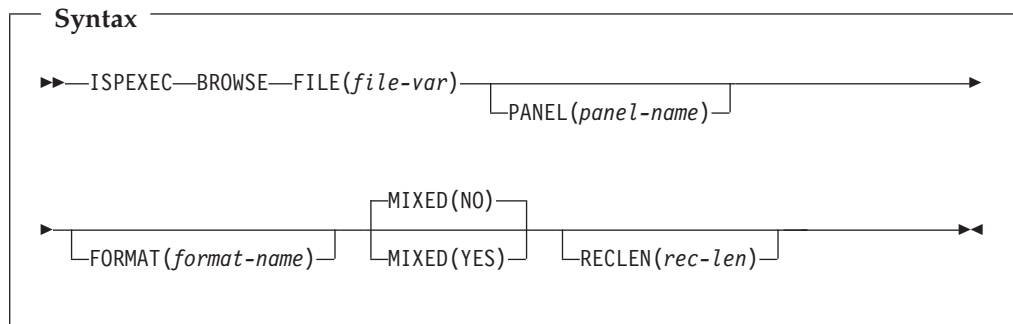 Syntax
ISPEXEC BROWSE FILE(file-var)
PANEL(panel-name)
MIXED(NO)
FORMAT(format-name) MIXED(YES) RECLEN(rec-len)